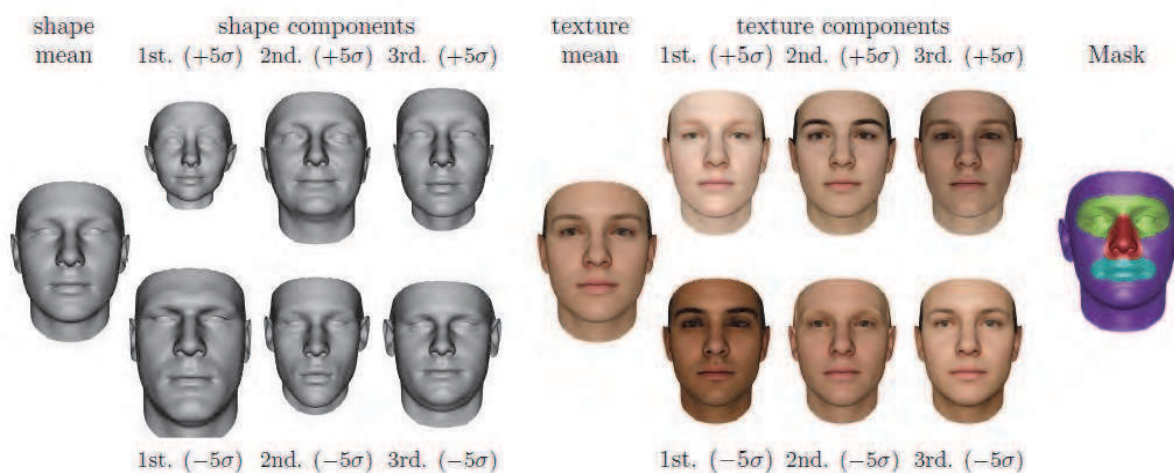 shape shape components texture texture components
mean 1st. (+5σ) 2nd. (+5σ) 3rd. (+5σ) mean 1st. (+5σ) 2nd. (+5σ) 3rd. (+5σ) Mask
1st. (−5σ) 2nd. (−5σ) 3rd. (−5σ) 1st. (−5σ) 2nd. (−5σ) 3rd. (−5σ)